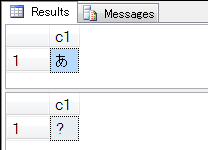 Results Messages
c1
1 あ
c1
1 ?